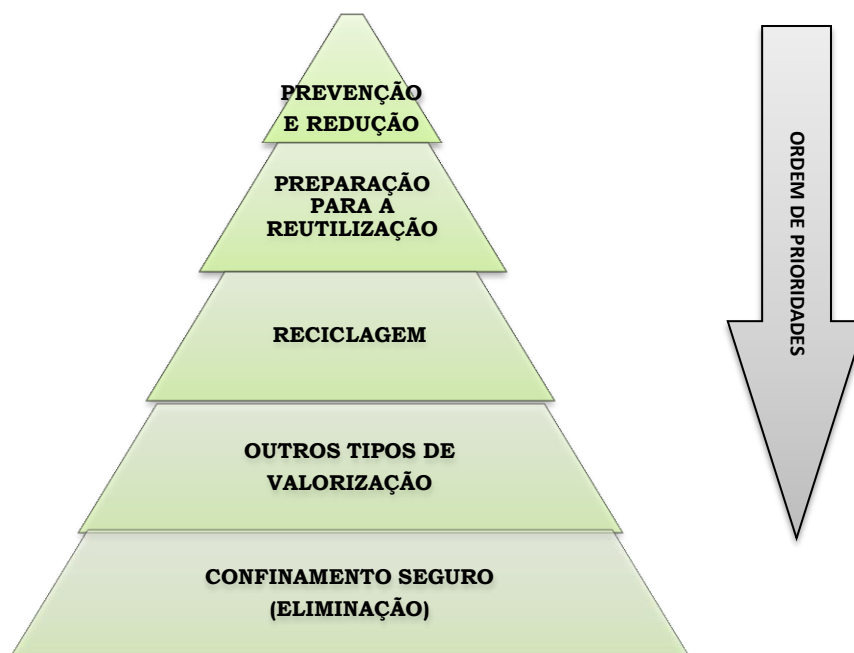 PREVENÇÃO
E REDUÇÃO
PREPARAÇÃO
PARA A
REUTILIZAÇÃO
RECICLAGEM
OUTROS TIPOS DE
VALORIZAÇÃO
CONFINAMENTO SEGURO
(ELIMINAÇÃO)
ORDEM DE PRIORIDADES